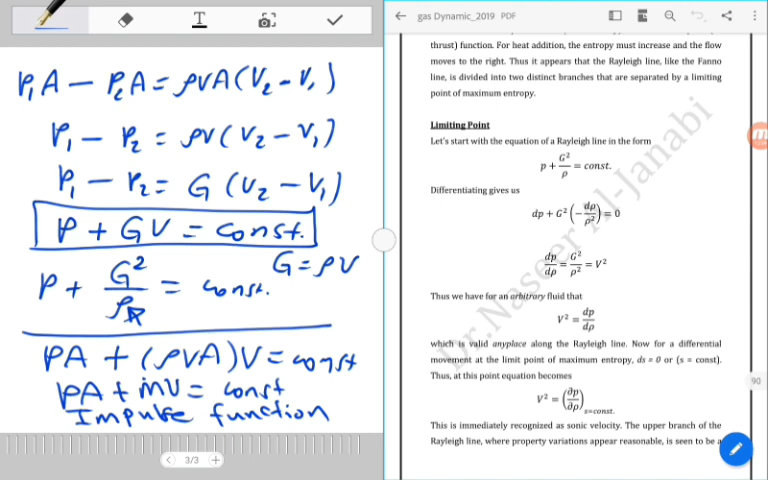 T
P₁A − P₂A = ρVA(V₂ − V₁)
P₁ − P₂ = ρV(V₂ − V₁)
P₁ − P₂ = G(V₂ − V₁)
P + GV = const.
G = ρV
P + G²/ρ = const.
PA + (ρVA)V = const
PA + ṁV = const
Impulse function
3/3
gas Dynamic_2019 PDF
thrust) function. For heat addition, the entropy must increase and the flow
moves to the right. Thus it appears that the Rayleigh line, like the Fanno
line, is divided into two distinct branches that are separated by a limiting
point of maximum entropy.
Limiting Point
Let's start with the equation of a Rayleigh line in the form
p + G²/ρ = const.
Differentiating gives us
dp + G²(−dρ/ρ²) = 0
dp/dρ = G²/ρ² = V²
Thus we have for an arbitrary fluid that
V² = dp/dρ
which is valid anyplace along the Rayleigh line. Now for a differential
movement at the limit point of maximum entropy, ds = 0 or (s = const).
Thus, at this point equation becomes
V² = (∂p/∂ρ)s=const.
This is immediately recognized as sonic velocity. The upper branch of the
Rayleigh line, where property variations appear reasonable, is seen to be a
90
Dr.Naseer Al-Janabi